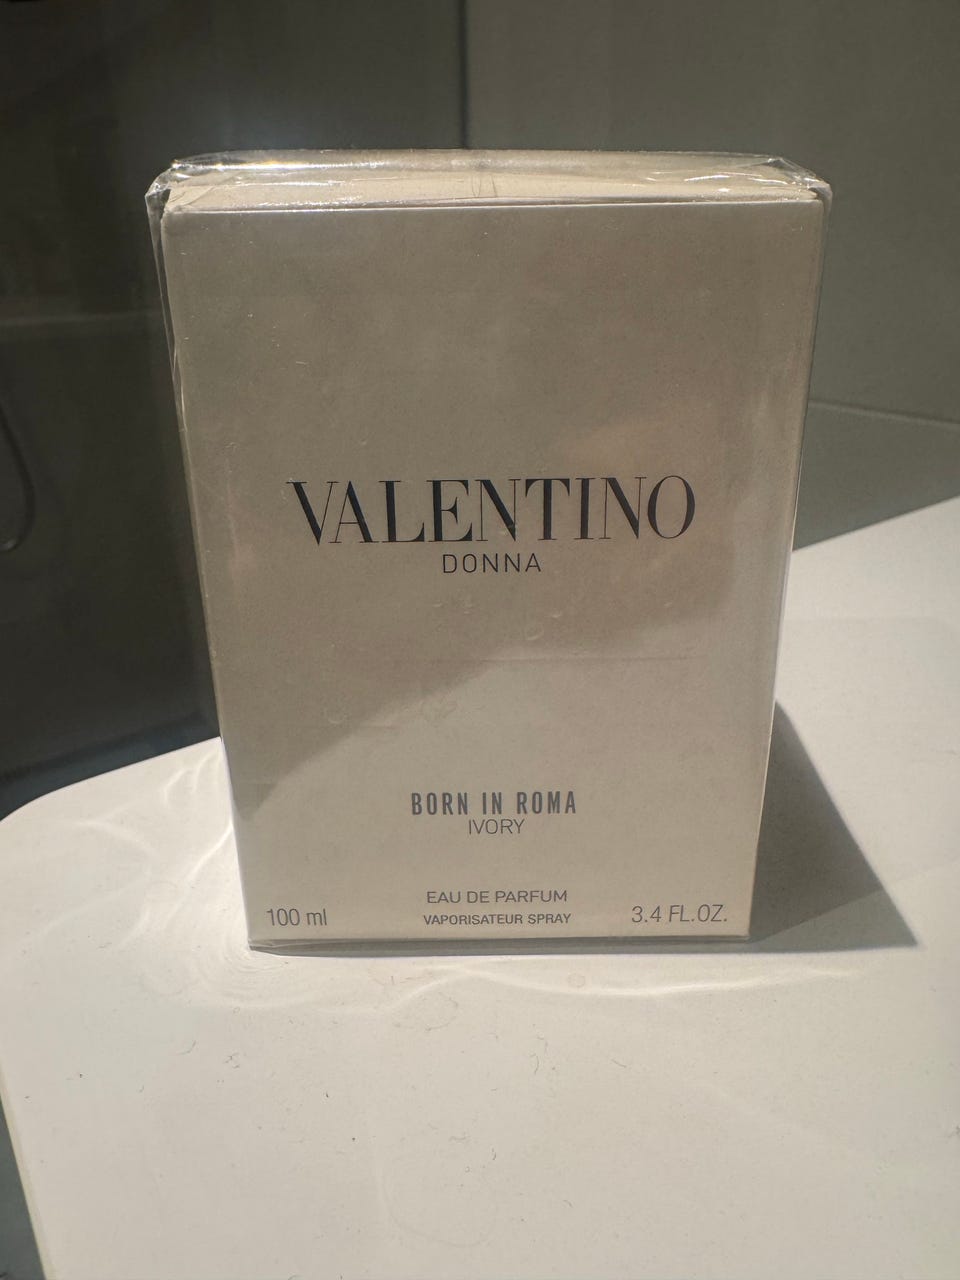 VALENTINO
DONNA
BORN IN ROMA
IVORY
EAU DE PARFUM
100 ml VAPORISATEUR SPRAY 3.4 FL.OZ.